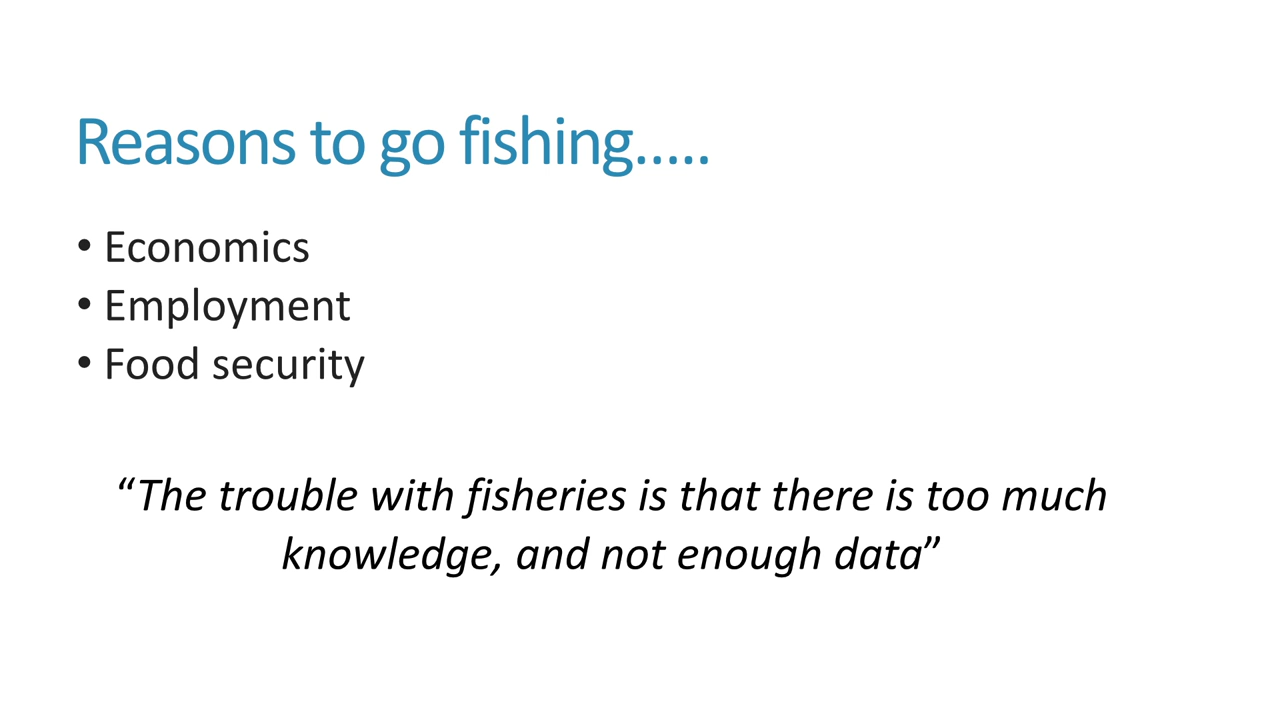 Reasons to go fishing.....
• Economics
• Employment
• Food security
“The trouble with fisheries is that there is too much
knowledge, and not enough data”